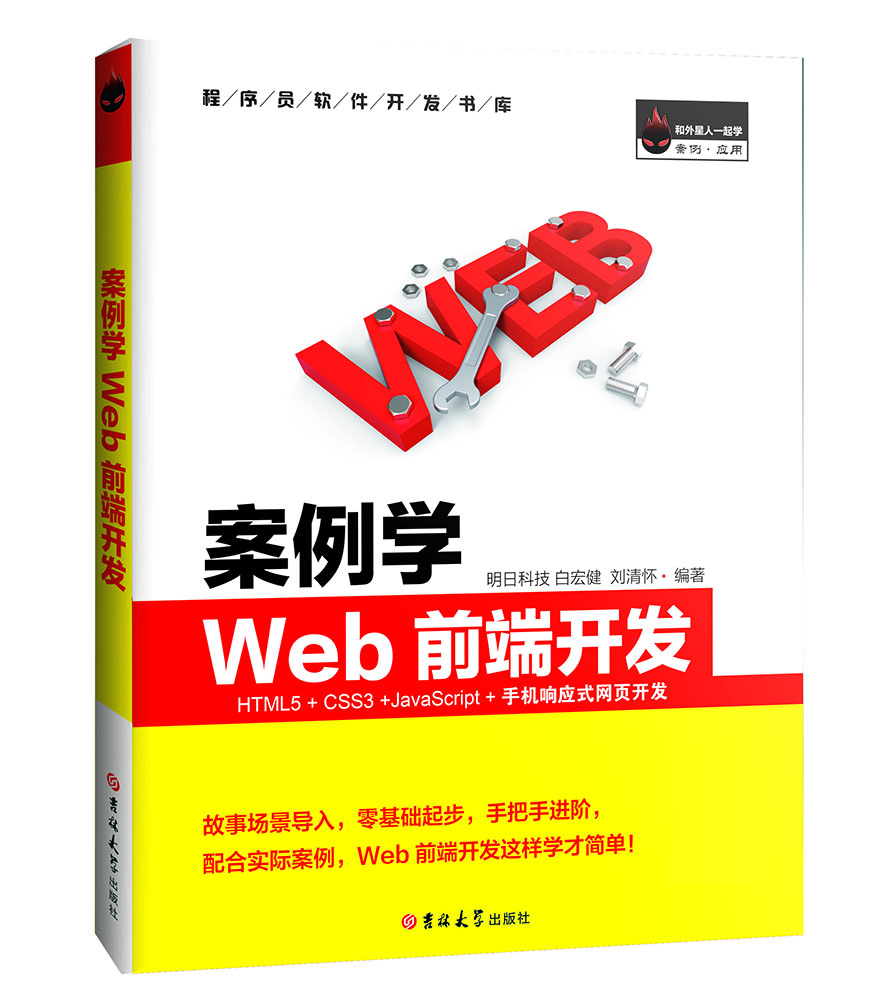 程/序/员/软/件/开/发/书/库
和外星人一起学
案例·应用
WEB
案例学
明日科技 白宏健 刘清怀·编著
Web 前端开发
HTML5 + CSS3 +JavaScript + 手机响应式网页开发
故事场景导入，零基础起步，手把手进阶，
配合实际案例，Web 前端开发这样学才简单！
吉林大学出版社
案例学 Web 前端开发
吉林大学出版社